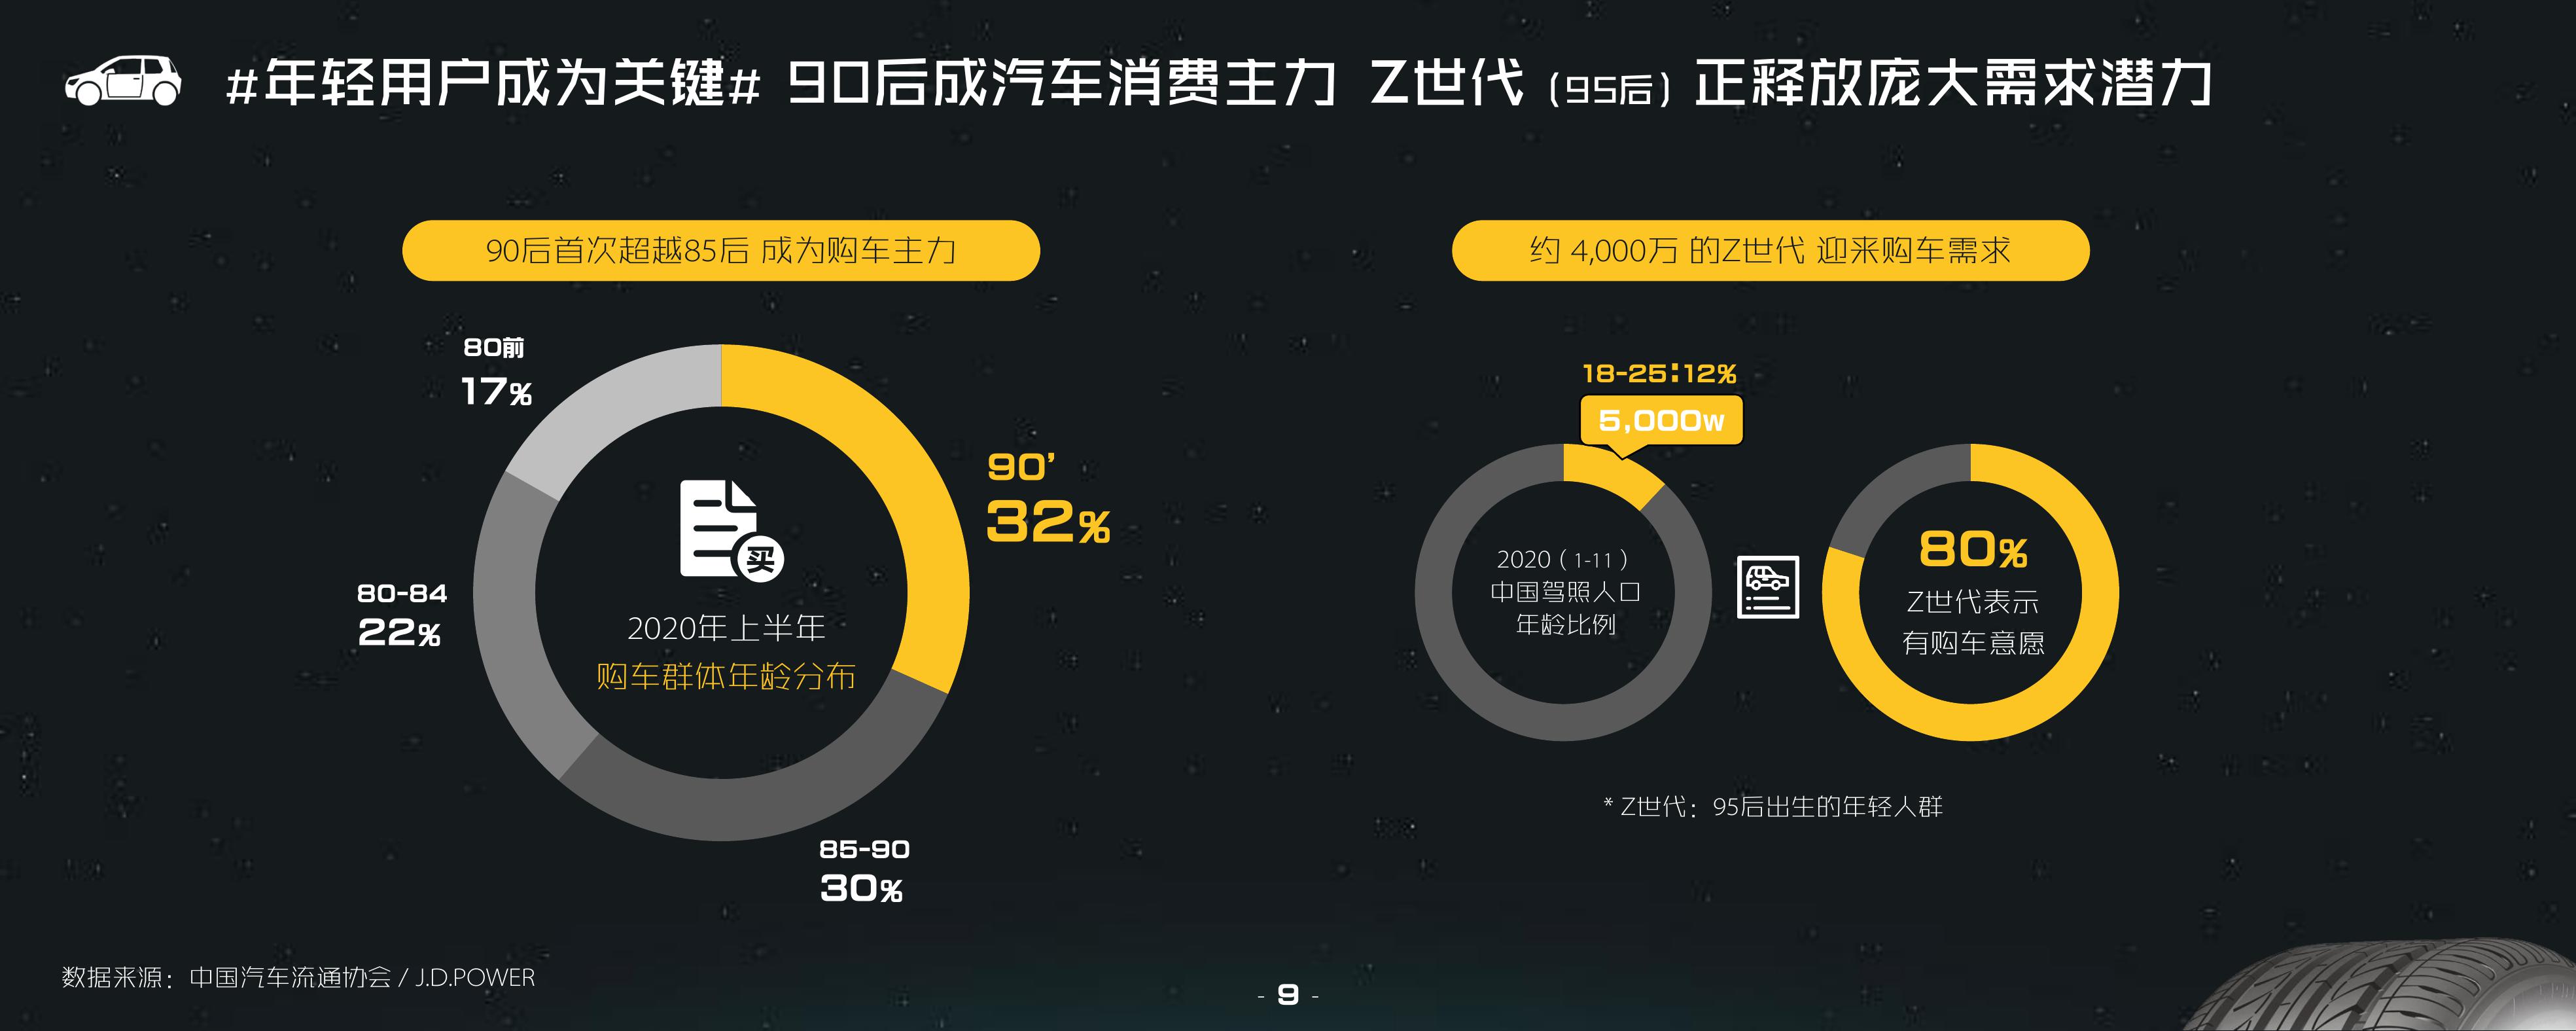 #年轻用户成为关键# 90后成汽车消费主力 Z世代（95后）正释放庞大需求潜力
90后首次超越85后 成为购车主力
80前
17%
90’
32%
80-84
22%
85-90
30%
买
2020年上半年
购车群体年龄分布
约 4,000万 的Z世代 迎来购车需求
18-25:12%
5,000w
2020（1-11）
中国驾照人口
年龄比例
80%
Z世代表示
有购车意愿
* Z世代：95后出生的年轻人群
数据来源：中国汽车流通协会 / J.D.POWER
- 9 -